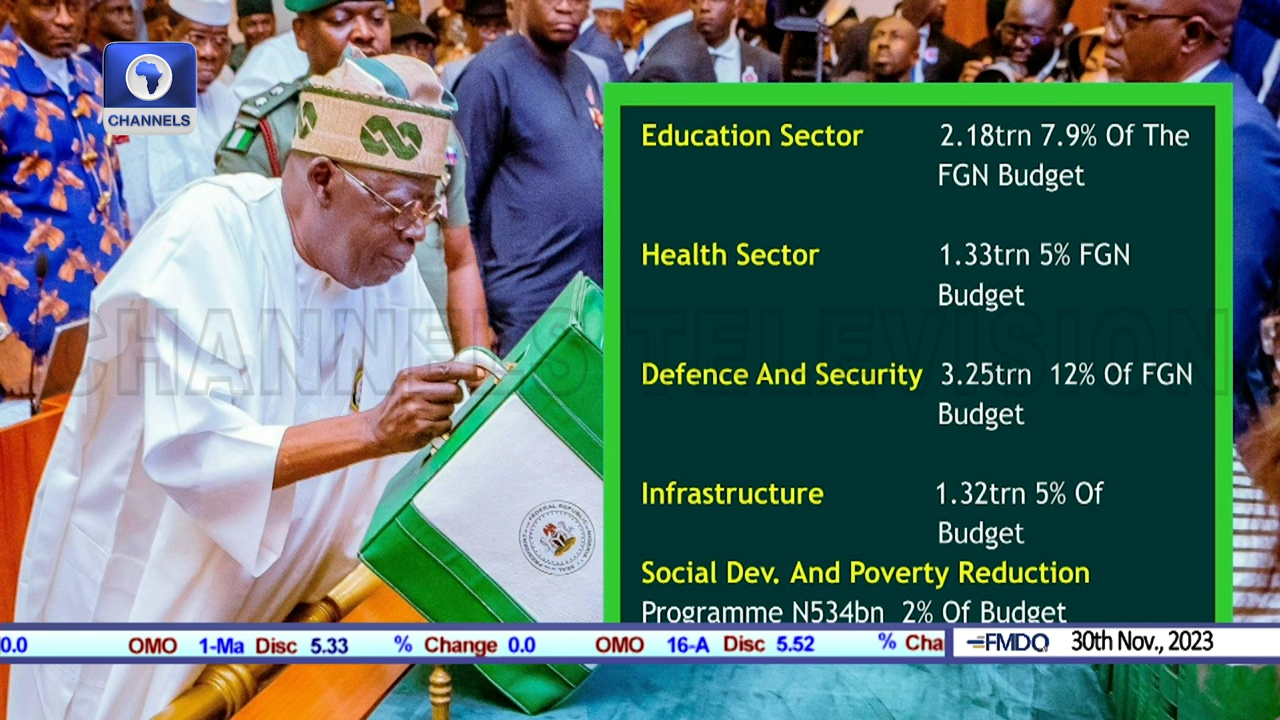 CHANNELS
Education Sector 2.18trn 7.9% Of The
FGN Budget
Health Sector 1.33trn 5% FGN
Budget
CHANNELS TELEVISION
Defence And Security 3.25trn 12% Of FGN
Budget
Infrastructure 1.32trn 5% Of
Budget
Social Dev. And Poverty Reduction
Programme N534bn 2% Of Budget
0.0 OMO 1-Ma Disc 5.33 % Change 0.0 OMO 16-A Disc 5.52 % Cha FMDQ 30th Nov., 2023